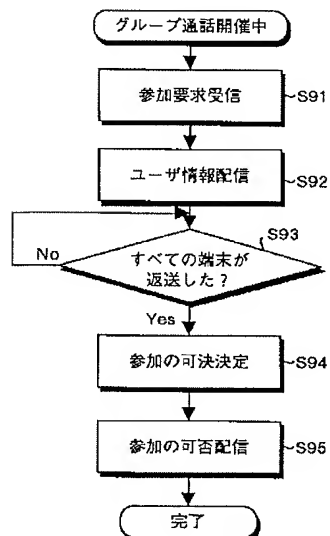 グループ通話開催中
参加要求受信
S91
ユーザ情報配信
S92
S93
すべての端末が
返送した?
No
Yes
参加の可決決定
S94
参加の可否配信
S95
完了